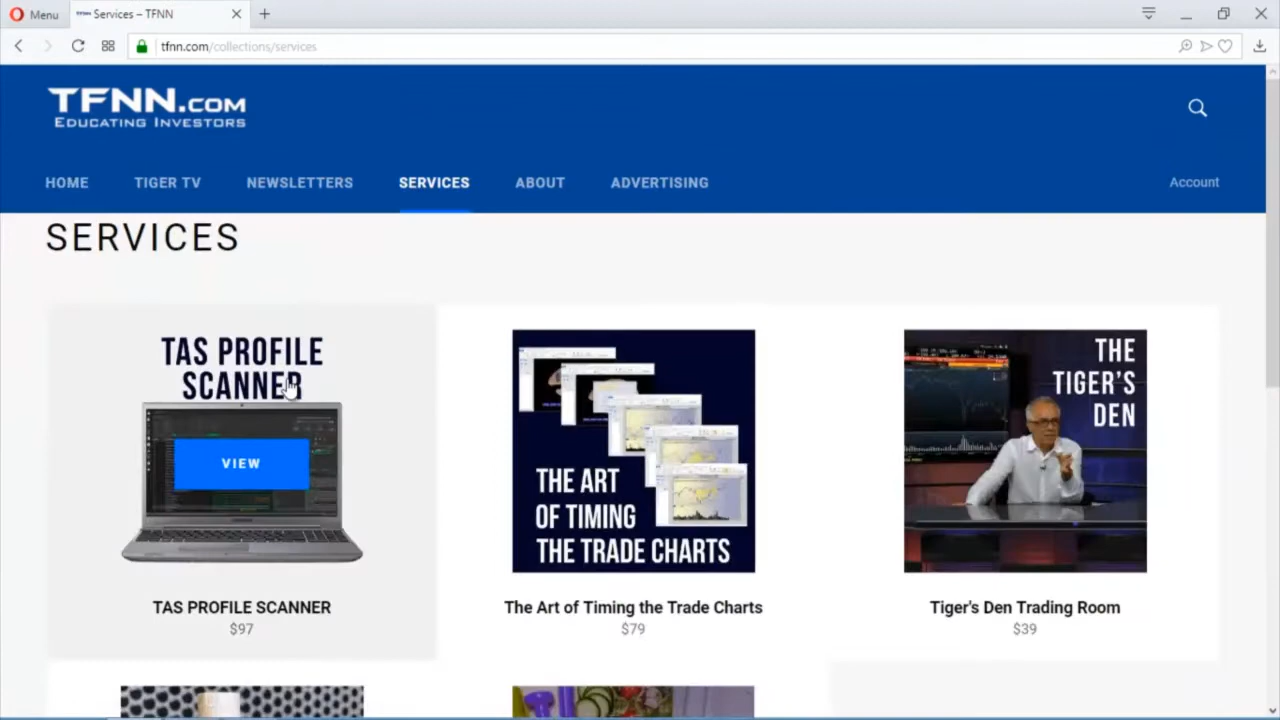 Menu
Services – TFNN
tfnn.com/collections/services
TFNN.COM
EDUCATING INVESTORS
HOME
TIGER TV
NEWSLETTERS
SERVICES
ABOUT
ADVERTISING
Account
SERVICES
TAS PROFILE
SCANNER
VIEW
TAS PROFILE SCANNER
$97
THE ART
OF TIMING
THE TRADE CHARTS
The Art of Timing the Trade Charts
$79
THE
TIGER'S
DEN
Tiger's Den Trading Room
$39